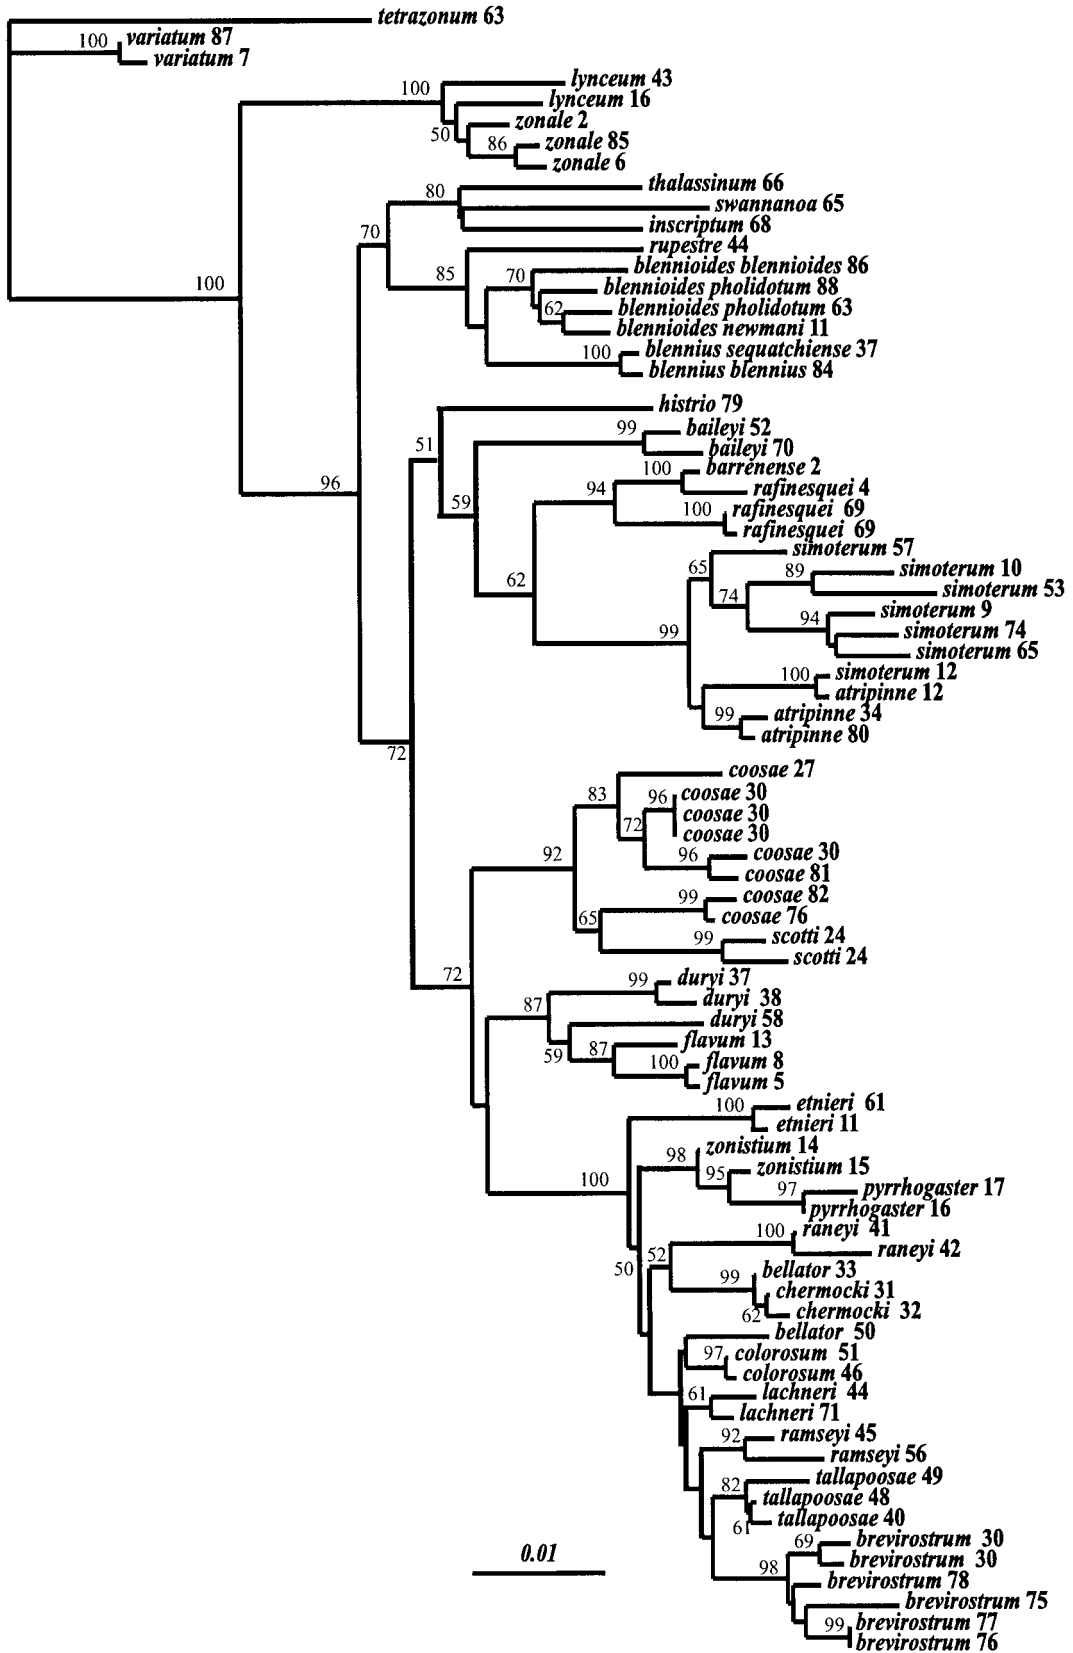 tetrazonum 63
100 variatum 87
variatum 7
lynceum 43
100
lynceum 16
zonale 2
50
86 zonale 85
zonale 6
thalassinum 66
80
swannanoa 65
inscriptum 68
70
rupestre 44
blennioides blennioides 86
85
70
blennioides pholidotum 88
100
62 blennioides pholidotum 63
blennioides newmani 11
100 blennius sequatchiense 37
blennius blennius 84
histrio 79
99 baileyi 52
51
baileyi 70
100 barrenense 2
96
94 rafinesquei 4
59
100 rafinesquei 69
rafinesquei 69
simoterum 57
65
89 simoterum 10
62
simoterum 53
74
94 simoterum 9
99
simoterum 74
simoterum 65
100 simoterum 12
atripinne 12
99 atripinne 34
atripinne 80
72
coosae 27
83 96 coosae 30
coosae 30
72
coosae 30
92 96 coosae 30
coosae 81
99 coosae 82
65 coosae 76
99 scotti 24
scotti 24
72
99 duryi 37
87 duryi 38
duryi 58
59 87 flavum 13
100 flavum 8
flavum 5
100 etnieri 61
etnieri 11
98 zonistium 14
95 zonistium 15
100
97 pyrrhogaster 17
pyrrhogaster 16
100 raneyi 41
52 raneyi 42
50
99 bellator 33
chermocki 31
62 chermocki 32
bellator 50
97 colorosum 51
colorosum 46
61 lachneri 44
lachneri 71
92 ramseyi 45
ramseyi 56
82 tallapoosae 49
tallapoosae 48
61 tallapoosae 40
69 brevirostrum 30
0.01
98 brevirostrum 30
brevirostrum 78
brevirostrum 75
99 brevirostrum 77
brevirostrum 76